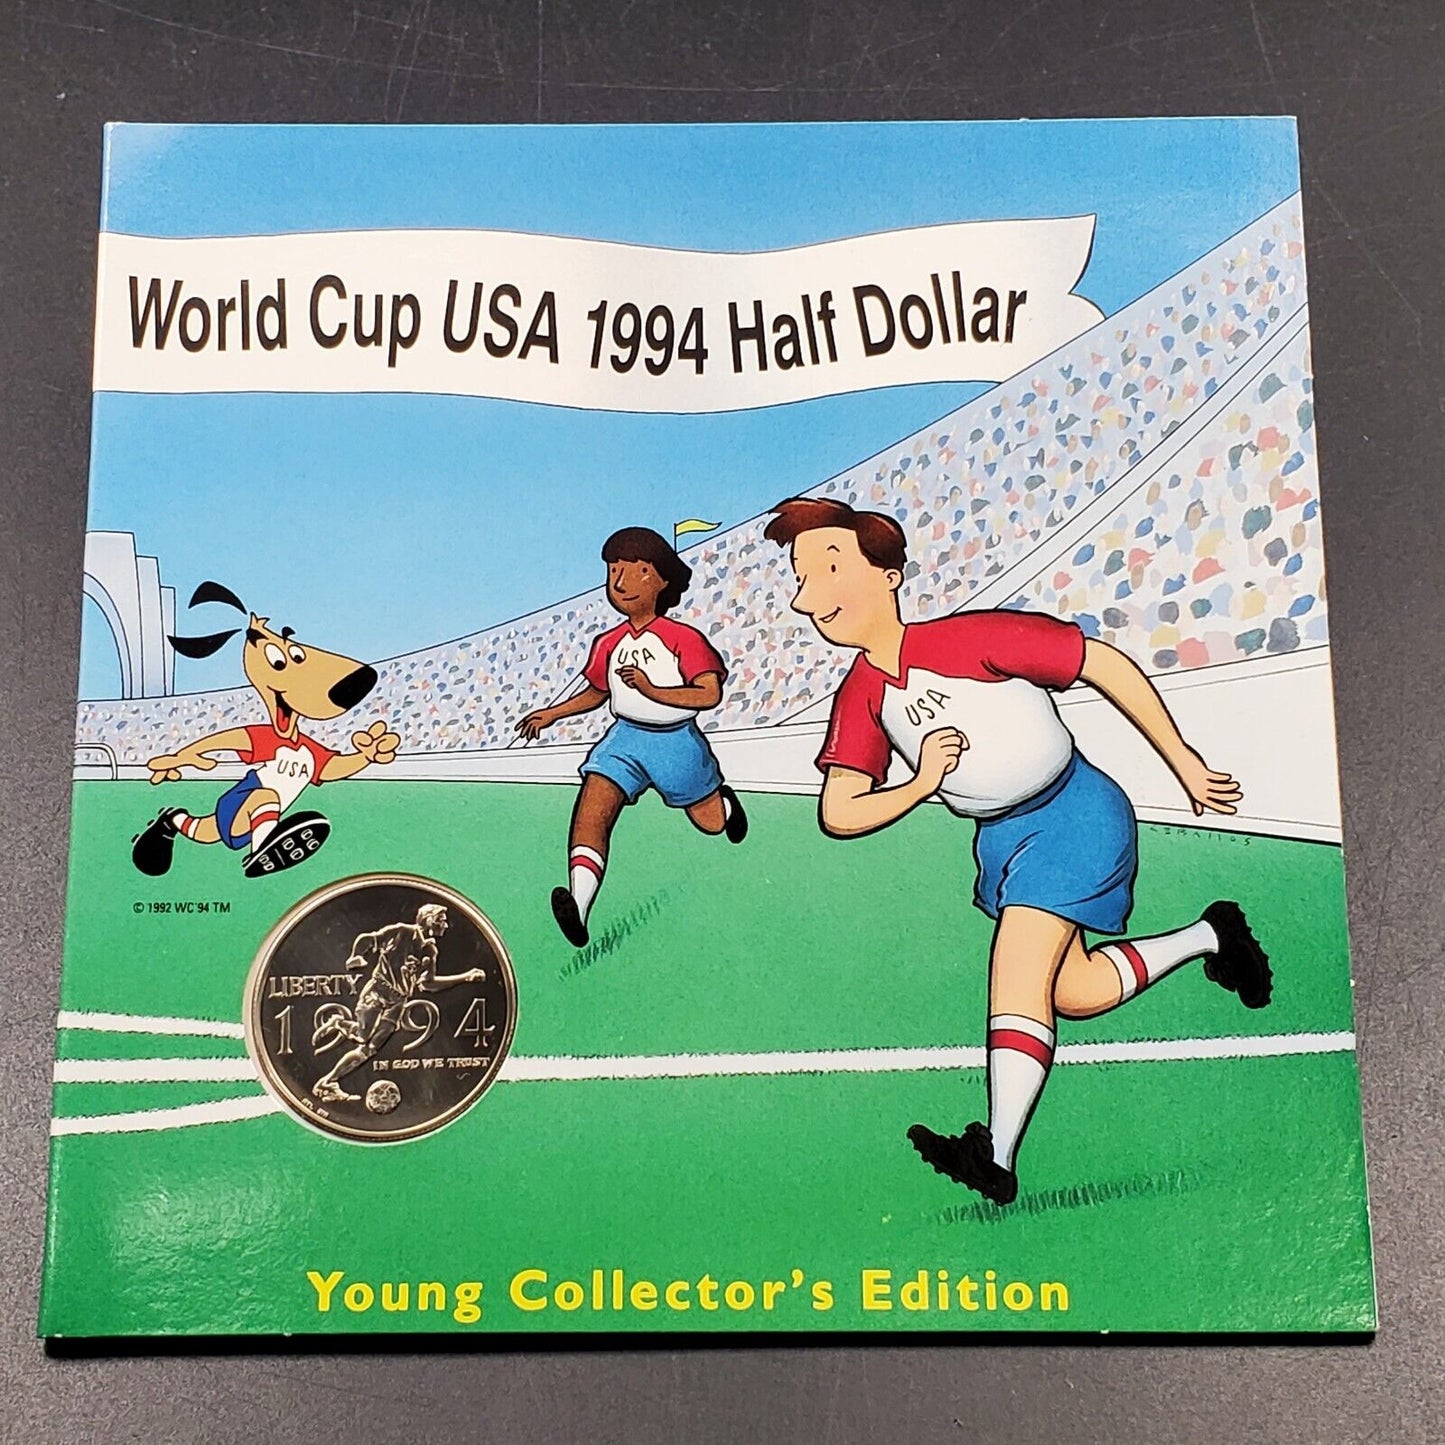 World Cup USA 1994 Half Dollar
USA
USA
USA
© 1992 WC'94 TM
LIBERTY
1994
IN GOD WE TRUST
Young Collector's Edition